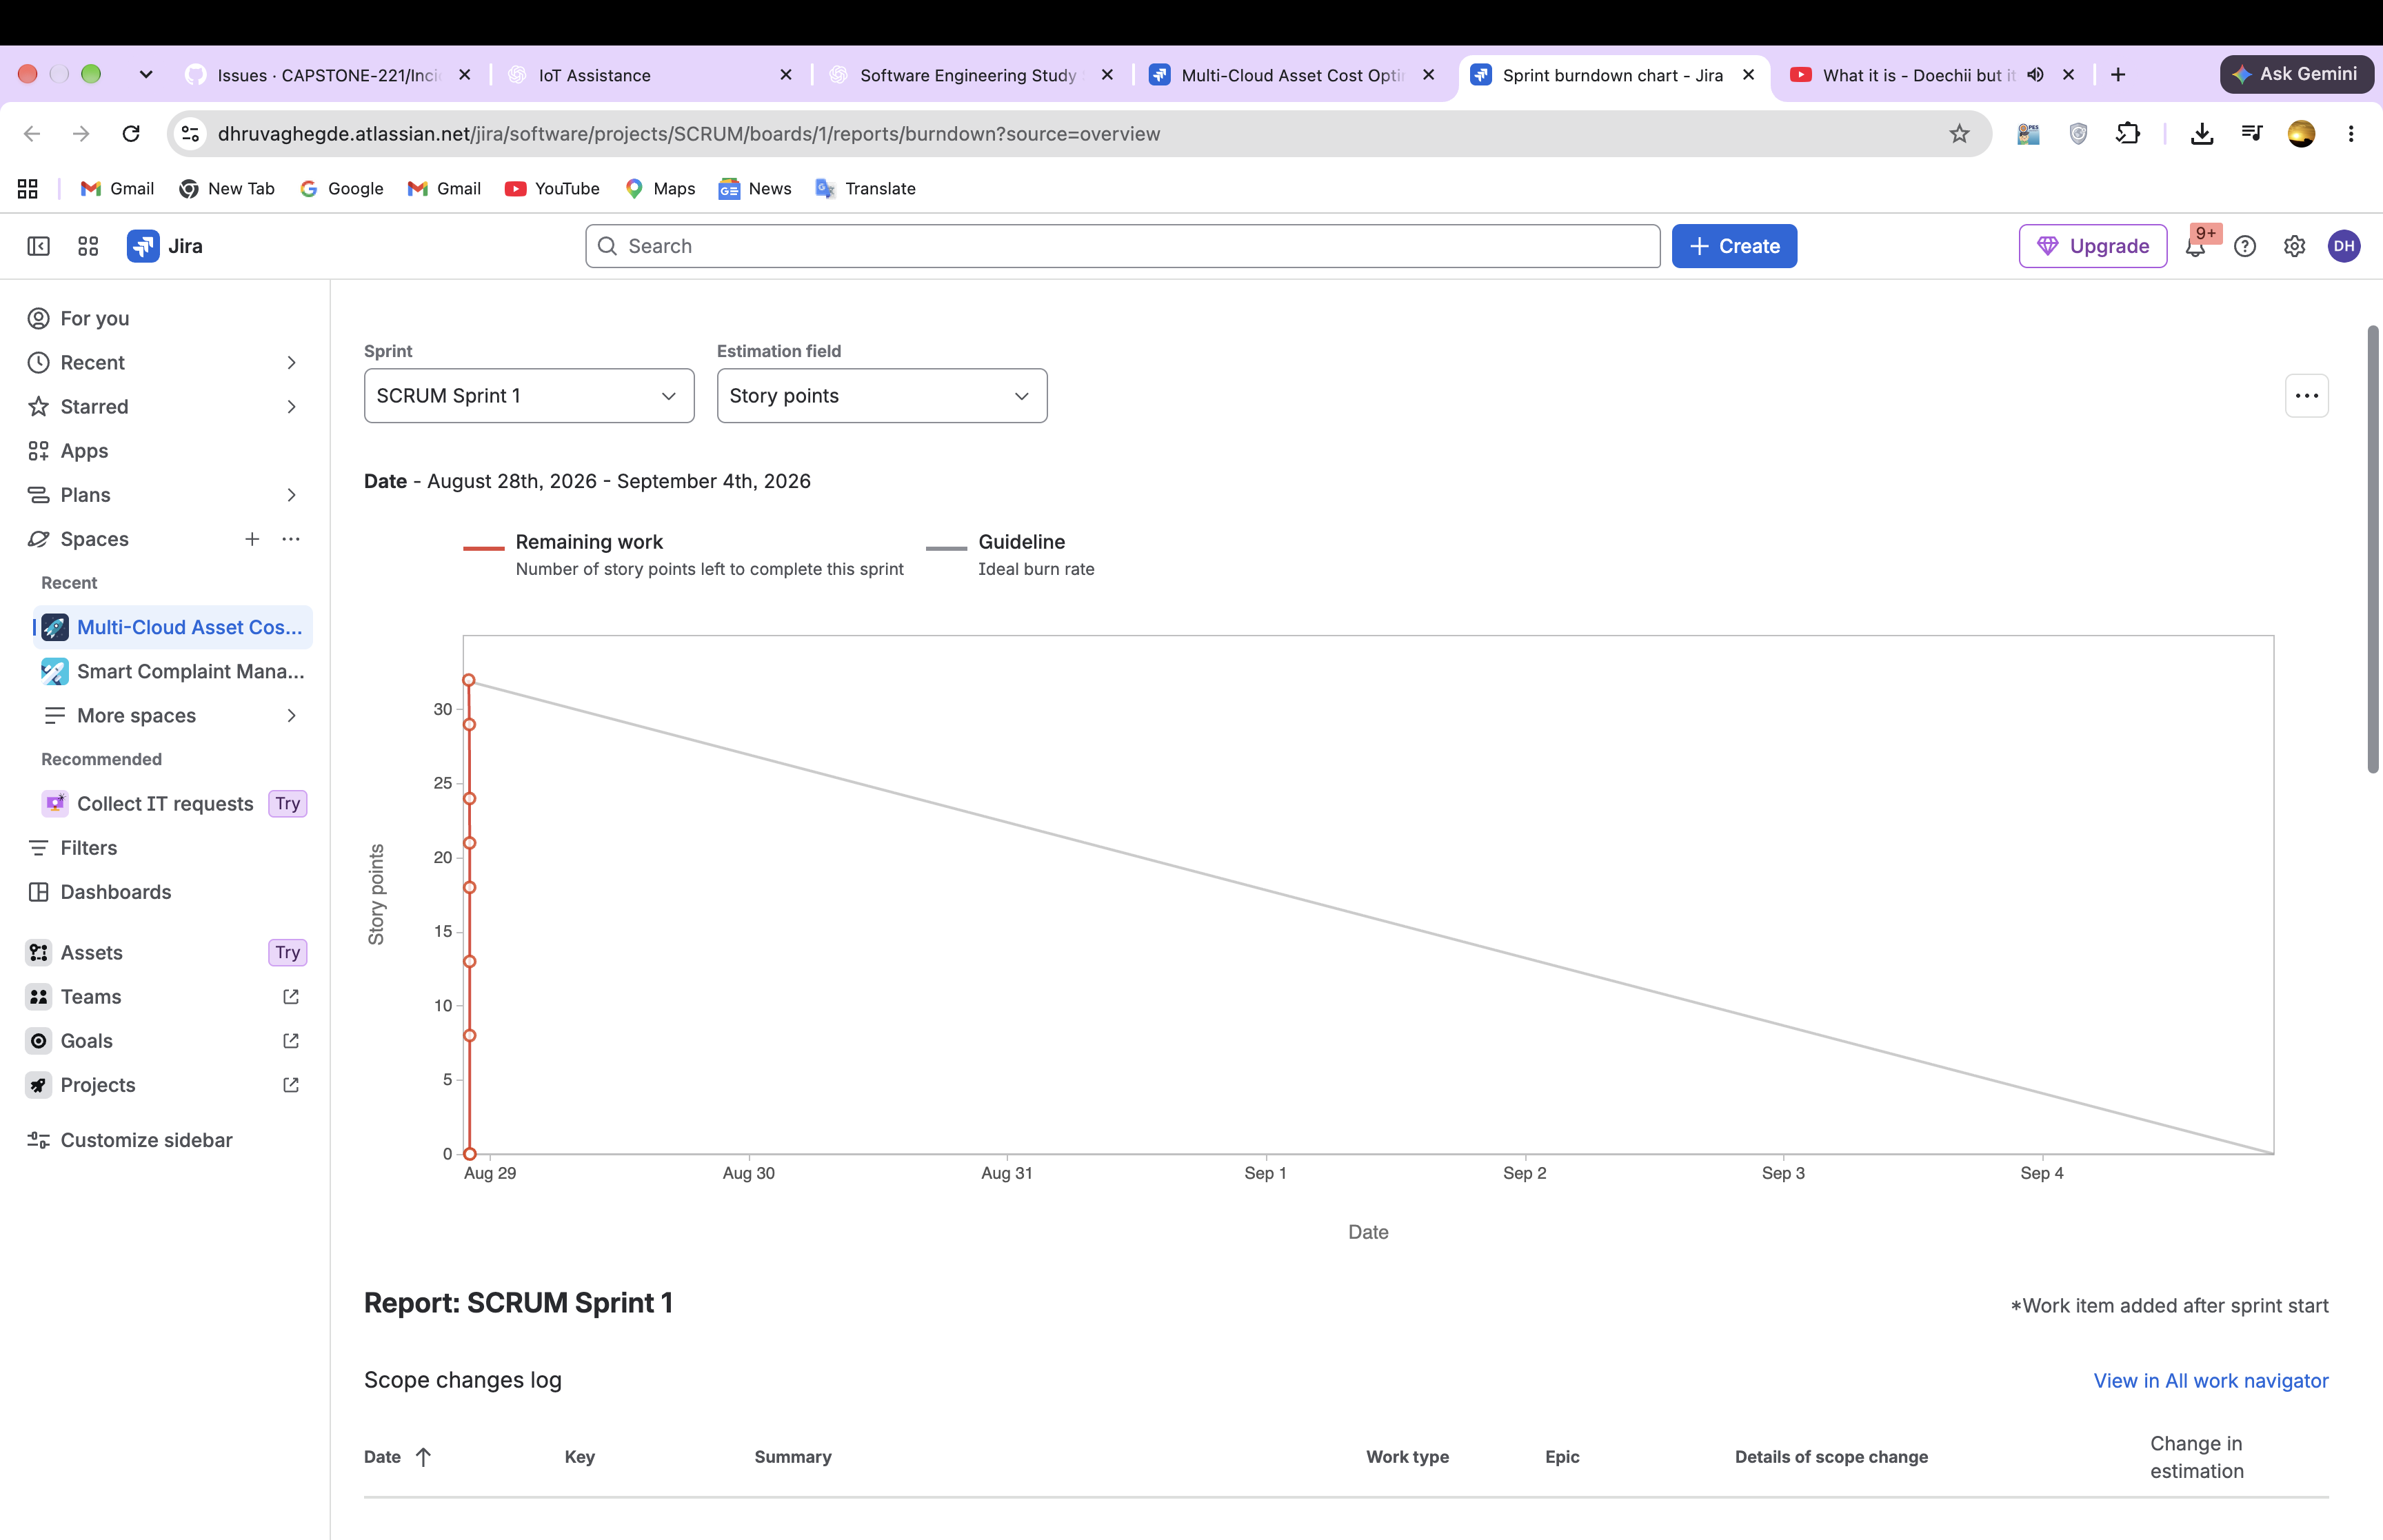 Issues · CAPSTONE-221/Inci
IoT Assistance
Software Engineering Study
Multi-Cloud Asset Cost Opti
Sprint burndown chart - Jira
What it is - Doechii but it
Ask Gemini
dhruvaghegde.atlassian.net/jira/software/projects/SCRUM/boards/1/reports/burndown?source=overview
Gmail
New Tab
Google
Gmail
YouTube
Maps
News
Translate
Jira
Search
Create
Upgrade
9+
DH
For you
Recent
Starred
Apps
Plans
Spaces
Recent
Multi-Cloud Asset Cos...
Smart Complaint Mana...
More spaces
Recommended
Collect IT requests Try
Filters
Dashboards
Assets Try
Teams
Goals
Projects
Customize sidebar
Sprint
SCRUM Sprint 1
Estimation field
Story points
Date - August 28th, 2026 - September 4th, 2026
Remaining work
Number of story points left to complete this sprint
Guideline
Ideal burn rate
Story points
30
25
20
15
10
5
0
Aug 29
Aug 30
Aug 31
Sep 1
Sep 2
Sep 3
Sep 4
Date
Report: SCRUM Sprint 1
*Work item added after sprint start
Scope changes log
View in All work navigator
Date
Key
Summary
Work type
Epic
Details of scope change
Change in
estimation